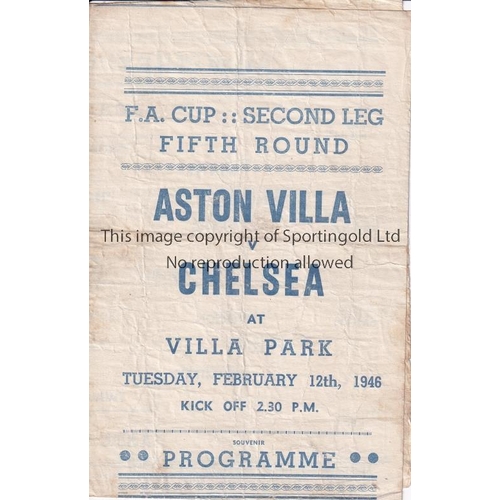 F.A. CUP :: SECOND LEG
FIFTH ROUND
ASTON VILLA
This image copyright of Sportingold Ltd
v
No reproduction allowed
CHELSEA
AT
VILLA PARK
TUESDAY, FEBRUARY 12th, 1946
KICK OFF 2.30 P.M.
SOUVENIR
PROGRAMME